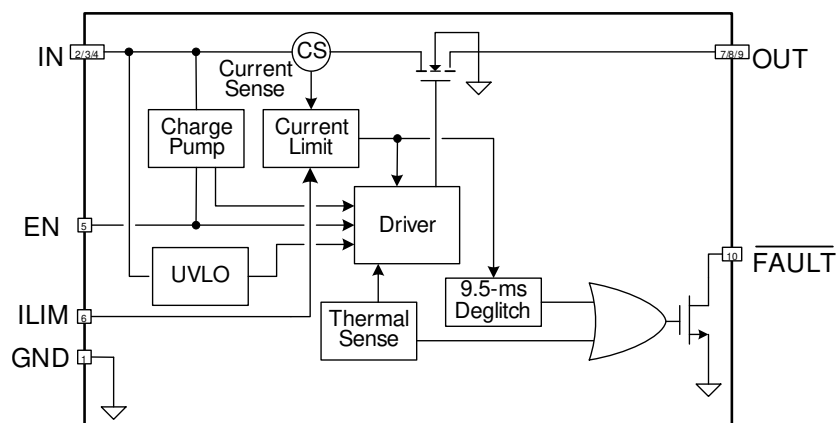 IN
2/3/4
CS
7/8/9
OUT
Current
Sense
Charge
Pump
Current
Limit
EN
5
Driver
10
FAULT
UVLO
9.5-ms
Deglitch
ILIM
6
Thermal
Sense
GND
1